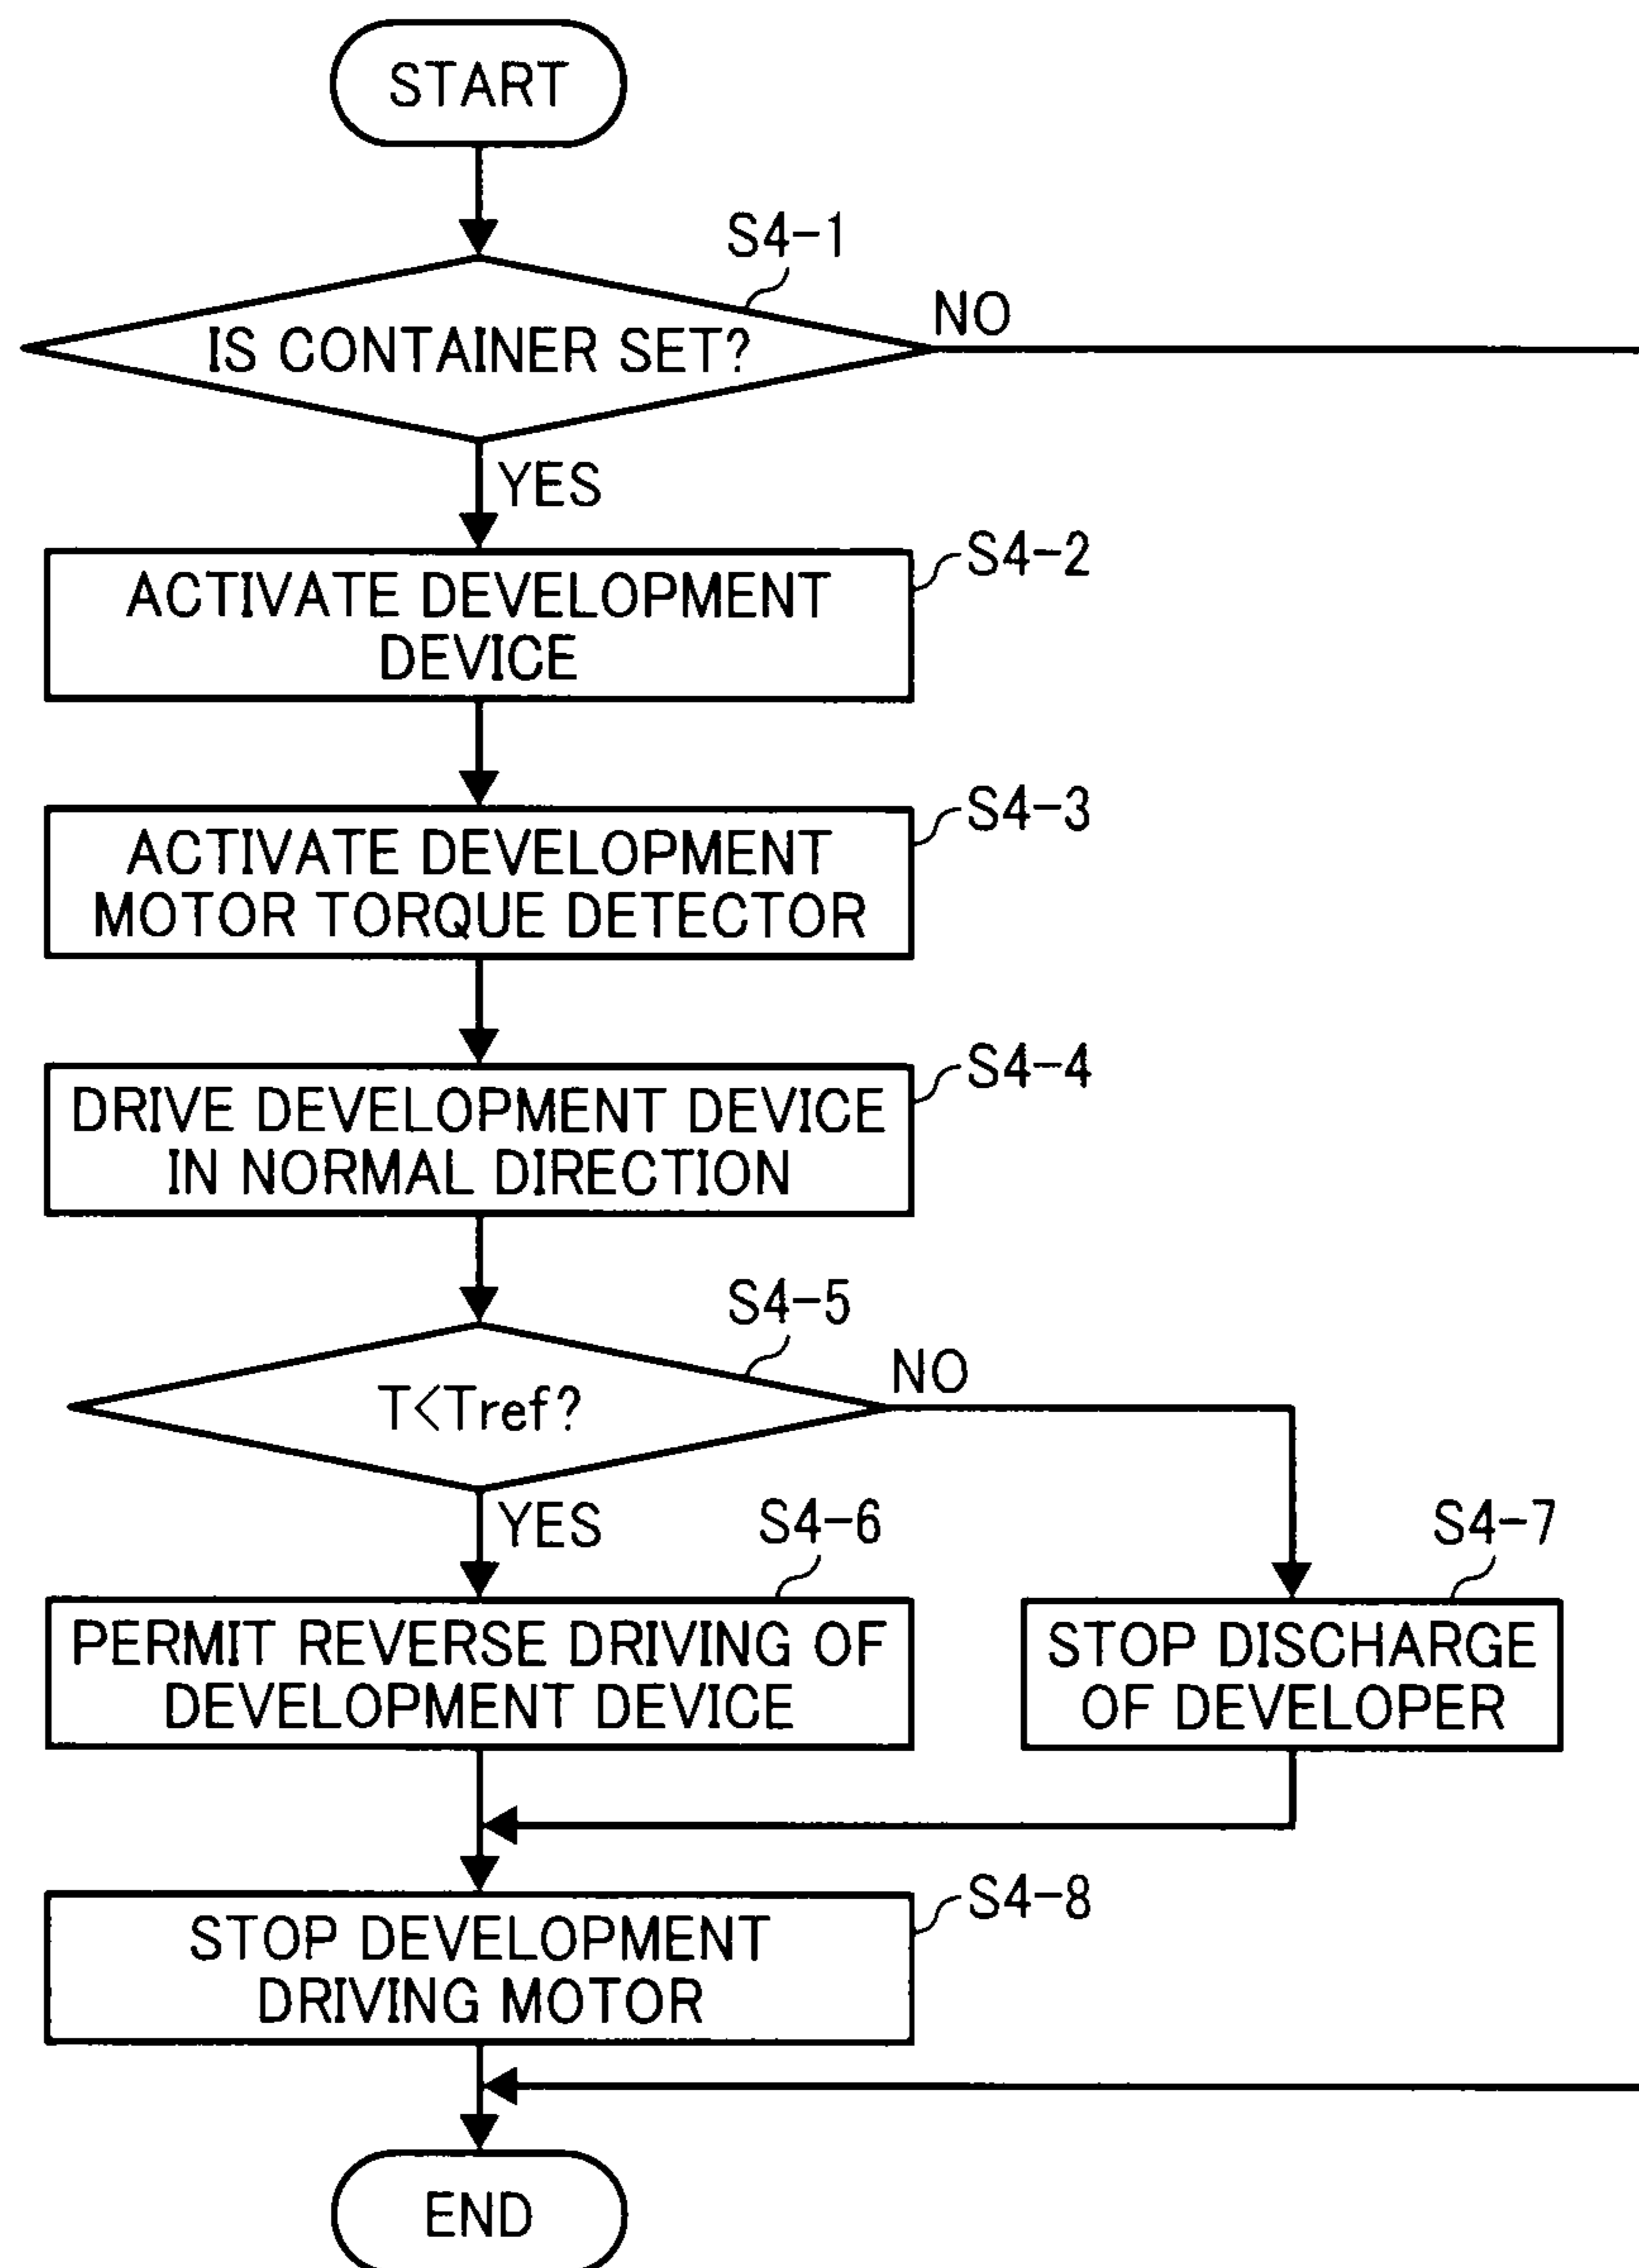 START
S4-1
IS CONTAINER SET?
NO
YES
S4-2
ACTIVATE DEVELOPMENT
DEVICE
S4-3
ACTIVATE DEVELOPMENT
MOTOR TORQUE DETECTOR
S4-4
DRIVE DEVELOPMENT DEVICE
IN NORMAL DIRECTION
S4-5
T<Tref?
NO
YES
S4-6
PERMIT REVERSE DRIVING OF
DEVELOPMENT DEVICE
S4-7
STOP DISCHARGE
OF DEVELOPER
S4-8
STOP DEVELOPMENT
DRIVING MOTOR
END